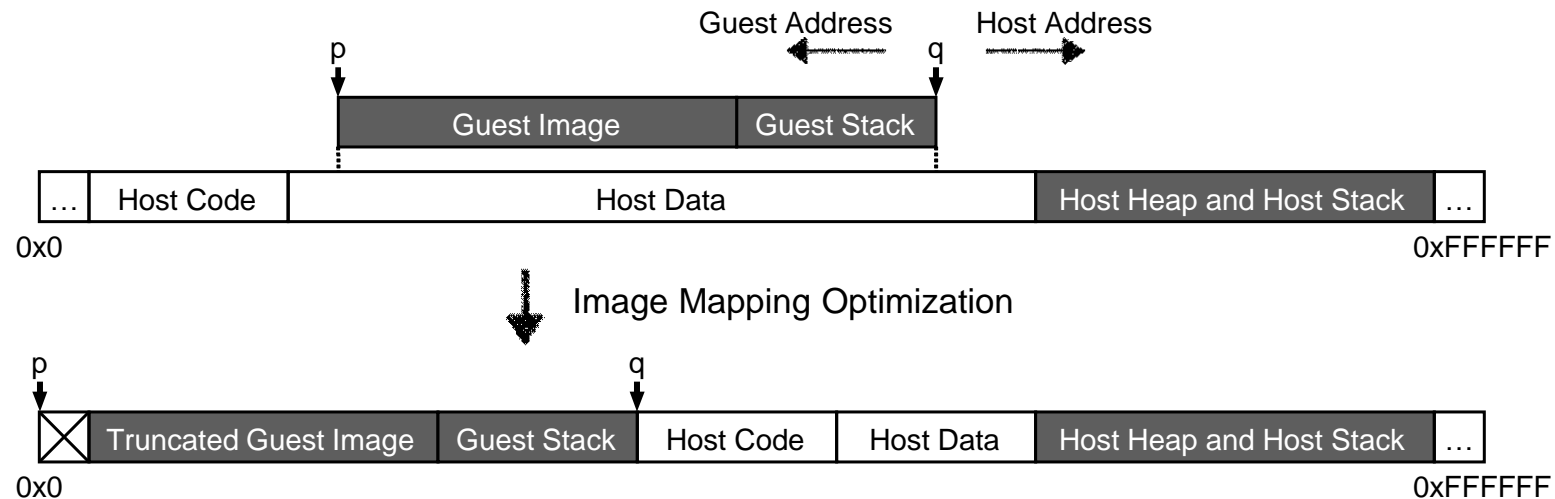 Guest Address Host Address
p q
Guest Image Guest Stack
… Host Code Host Data Host Heap and Host Stack …
0x0 0xFFFFFF
Image Mapping Optimization
p q
Truncated Guest Image Guest Stack Host Code Host Data Host Heap and Host Stack …
0x0 0xFFFFFF